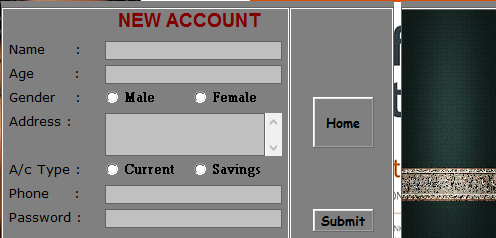 NEW ACCOUNT
Name :
Age :
Gender : Male Female
Address :
A/c Type : Current Savings
Phone :
Password :
Home
Submit